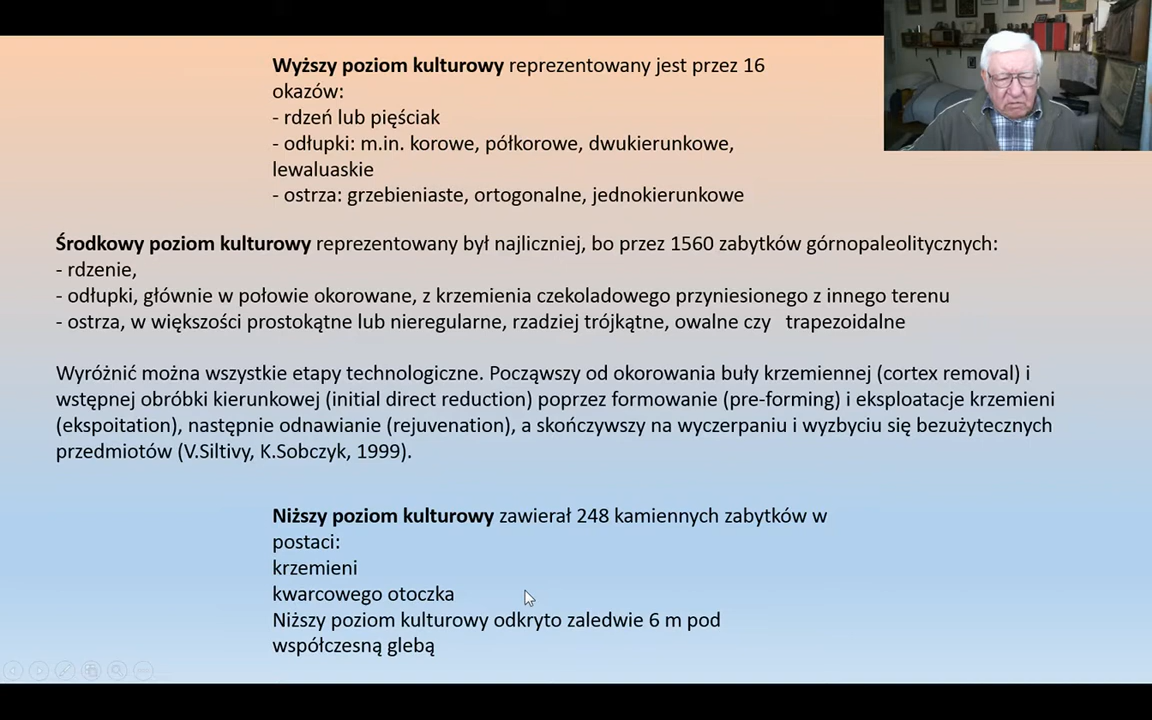 Wyższy poziom kulturowy reprezentowany jest przez 16
okazów:
- rdzeń lub pięściak
- odłupki: m.in. korowe, półkorowe, dwukierunkowe,
lewaluaskie
- ostrza: grzebieniaste, ortogonalne, jednokierunkowe
Środkowy poziom kulturowy reprezentowany był najliczniej, bo przez 1560 zabytków górnopaleolitycznych:
- rdzenie,
- odłupki, głównie w połowie okorowane, z krzemienia czekoladowego przyniesionego z innego terenu
- ostrza, w większości prostokątne lub nieregularne, rzadziej trójkątne, owalne czy trapezoidalne
Wyróżnić można wszystkie etapy technologiczne. Począwszy od okorowania buły krzemiennej (cortex removal) i
wstępnej obróbki kierunkowej (initial direct reduction) poprzez formowanie (pre-forming) i eksploatacje krzemieni
(ekspoitation), następnie odnawianie (rejuvenation), a skończywszy na wyczerpaniu i wyzbyciu się bezużytecznych
przedmiotów (V.Siltivy, K.Sobczyk, 1999).
Niższy poziom kulturowy zawierał 248 kamiennych zabytków w
postaci:
krzemieni
kwarcowego otoczka
Niższy poziom kulturowy odkryto zaledwie 6 m pod
współczesną glebą